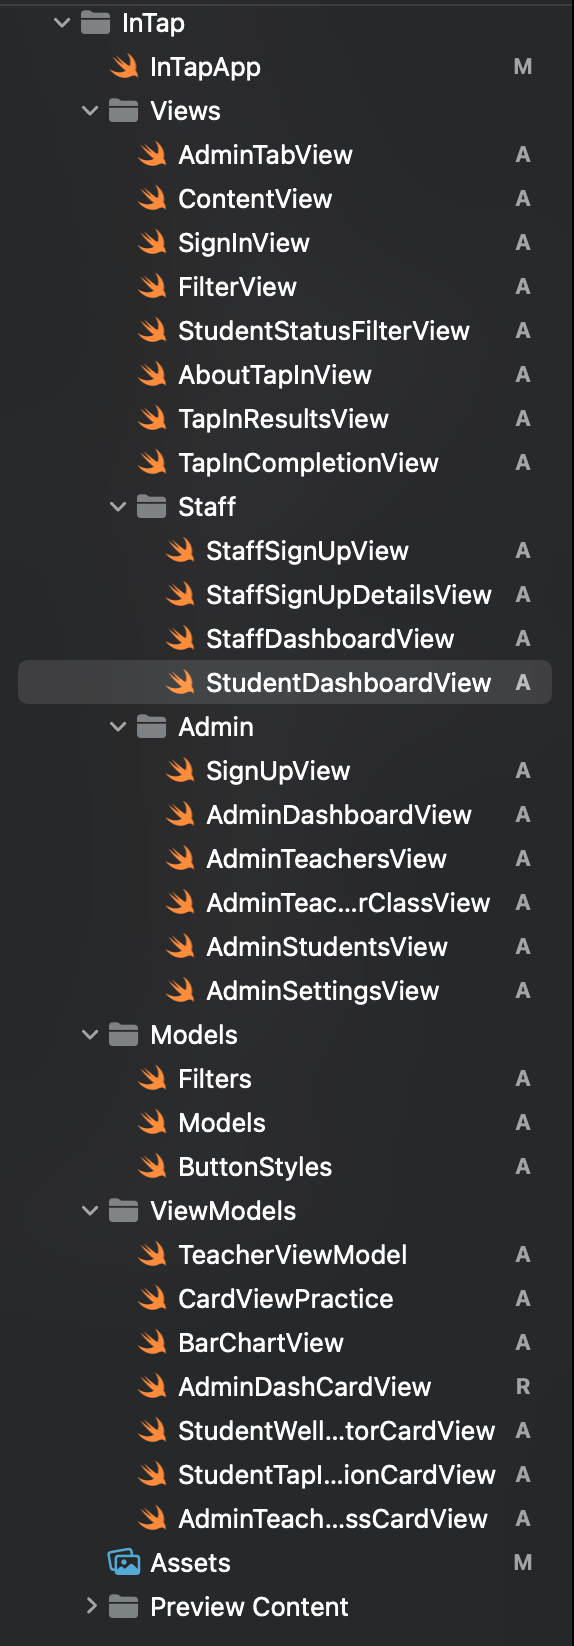 InTap
InTapApp M
Views
AdminTabView A
ContentView A
SignInView A
FilterView A
StudentStatusFilterView A
AboutTapInView A
TapInResultsView A
TapInCompletionView A
Staff
StaffSignUpView A
StaffSignUpDetailsView A
StaffDashboardView A
StudentDashboardView A
Admin
SignUpView A
AdminDashboardView A
AdminTeachersView A
AdminTeac...rClassView A
AdminStudentsView A
AdminSettingsView A
Models
Filters A
Models A
ButtonStyles A
ViewModels
TeacherViewModel A
CardViewPractice A
BarChartView A
AdminDashCardView R
StudentWell...torCardView A
StudentTapI...ionCardView A
AdminTeach...ssCardView A
Assets M
Preview Content